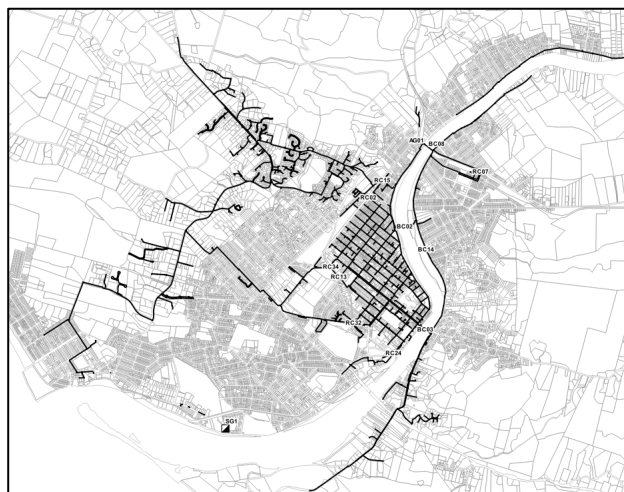 AG01
BC08
RC07
RC15
RC02
BC02
BC14
RC34
RC13
RC32
BC03
RC24
SG1